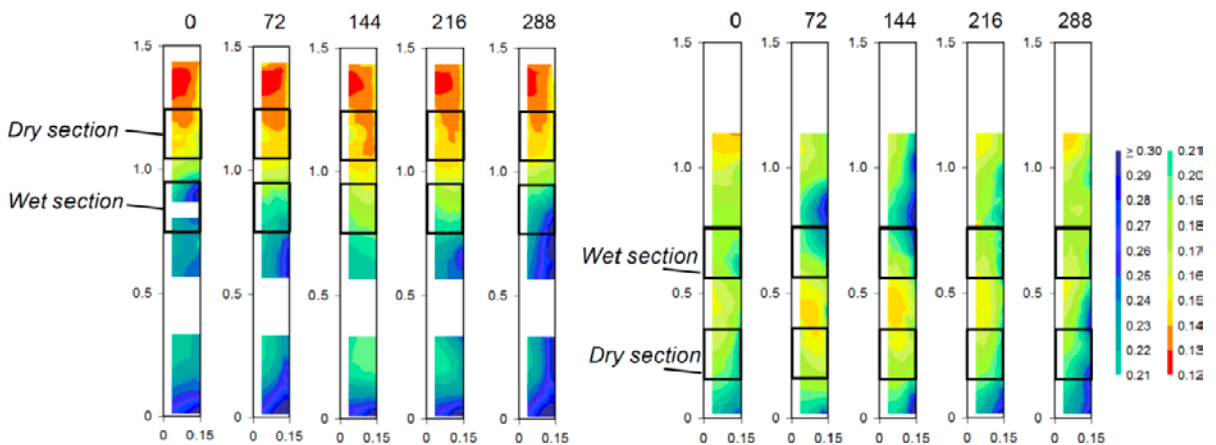 0 72 144 216 288
1.5 1.5 1.5 1.5 1.5
Dry section
1.0 1.0 1.0 1.0 1.0
Wet section
0.5 0.5 0.5 0.5 0.5
0 0 0 0 0
0 0.15 0 0.15 0 0.15 0 0.15 0 0.15
0 72 144 216 288
1.5 1.5 1.5 1.5 1.5
1.0 1.0 1.0 1.0 1.0
Wet section
0.5 0.5 0.5 0.5 0.5
Dry section
0 0 0 0 0
0 0.15 0 0.15 0 0.15 0 0.15 0 0.15
≥ 0.30 0.21
0.29 0.20
0.28 0.19
0.27 0.18
0.26 0.17
0.25 0.16
0.24 0.15
0.23 0.14
0.22 0.13
0.21 0.12